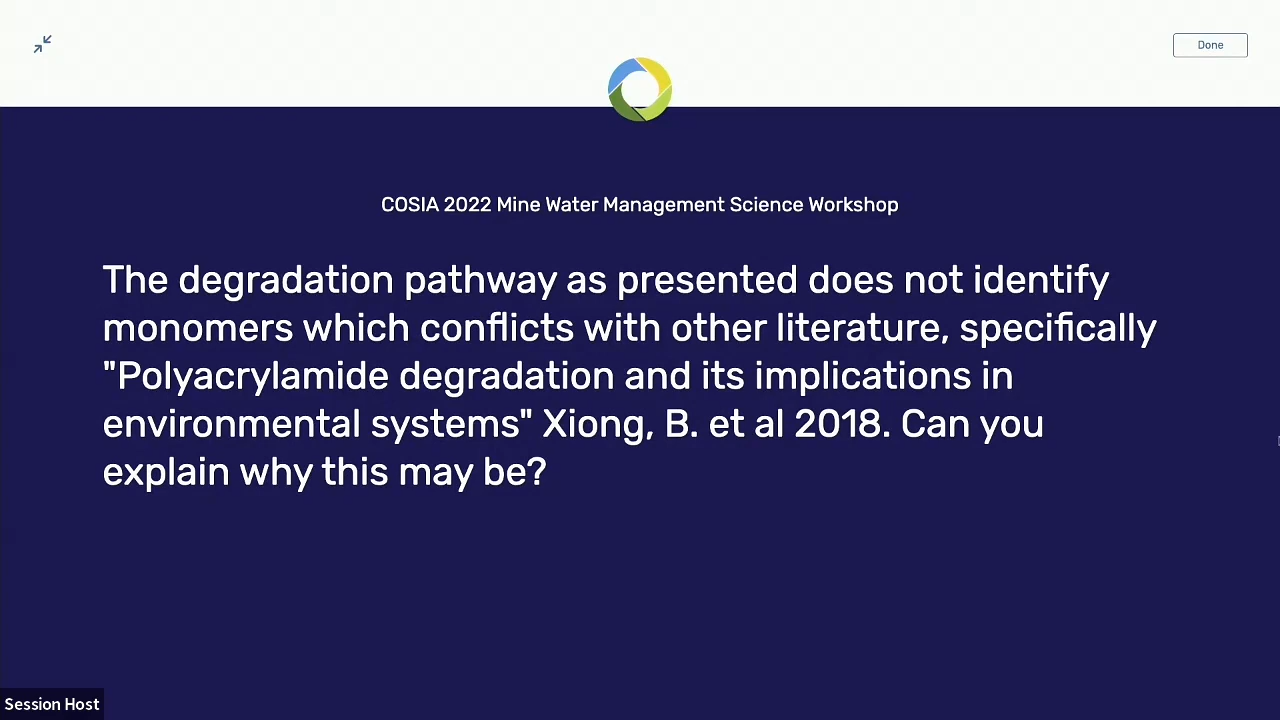 Done
COSIA 2022 Mine Water Management Science Workshop
The degradation pathway as presented does not identify
monomers which conflicts with other literature, specifically
"Polyacrylamide degradation and its implications in
environmental systems" Xiong, B. et al 2018. Can you
explain why this may be?
Session Host